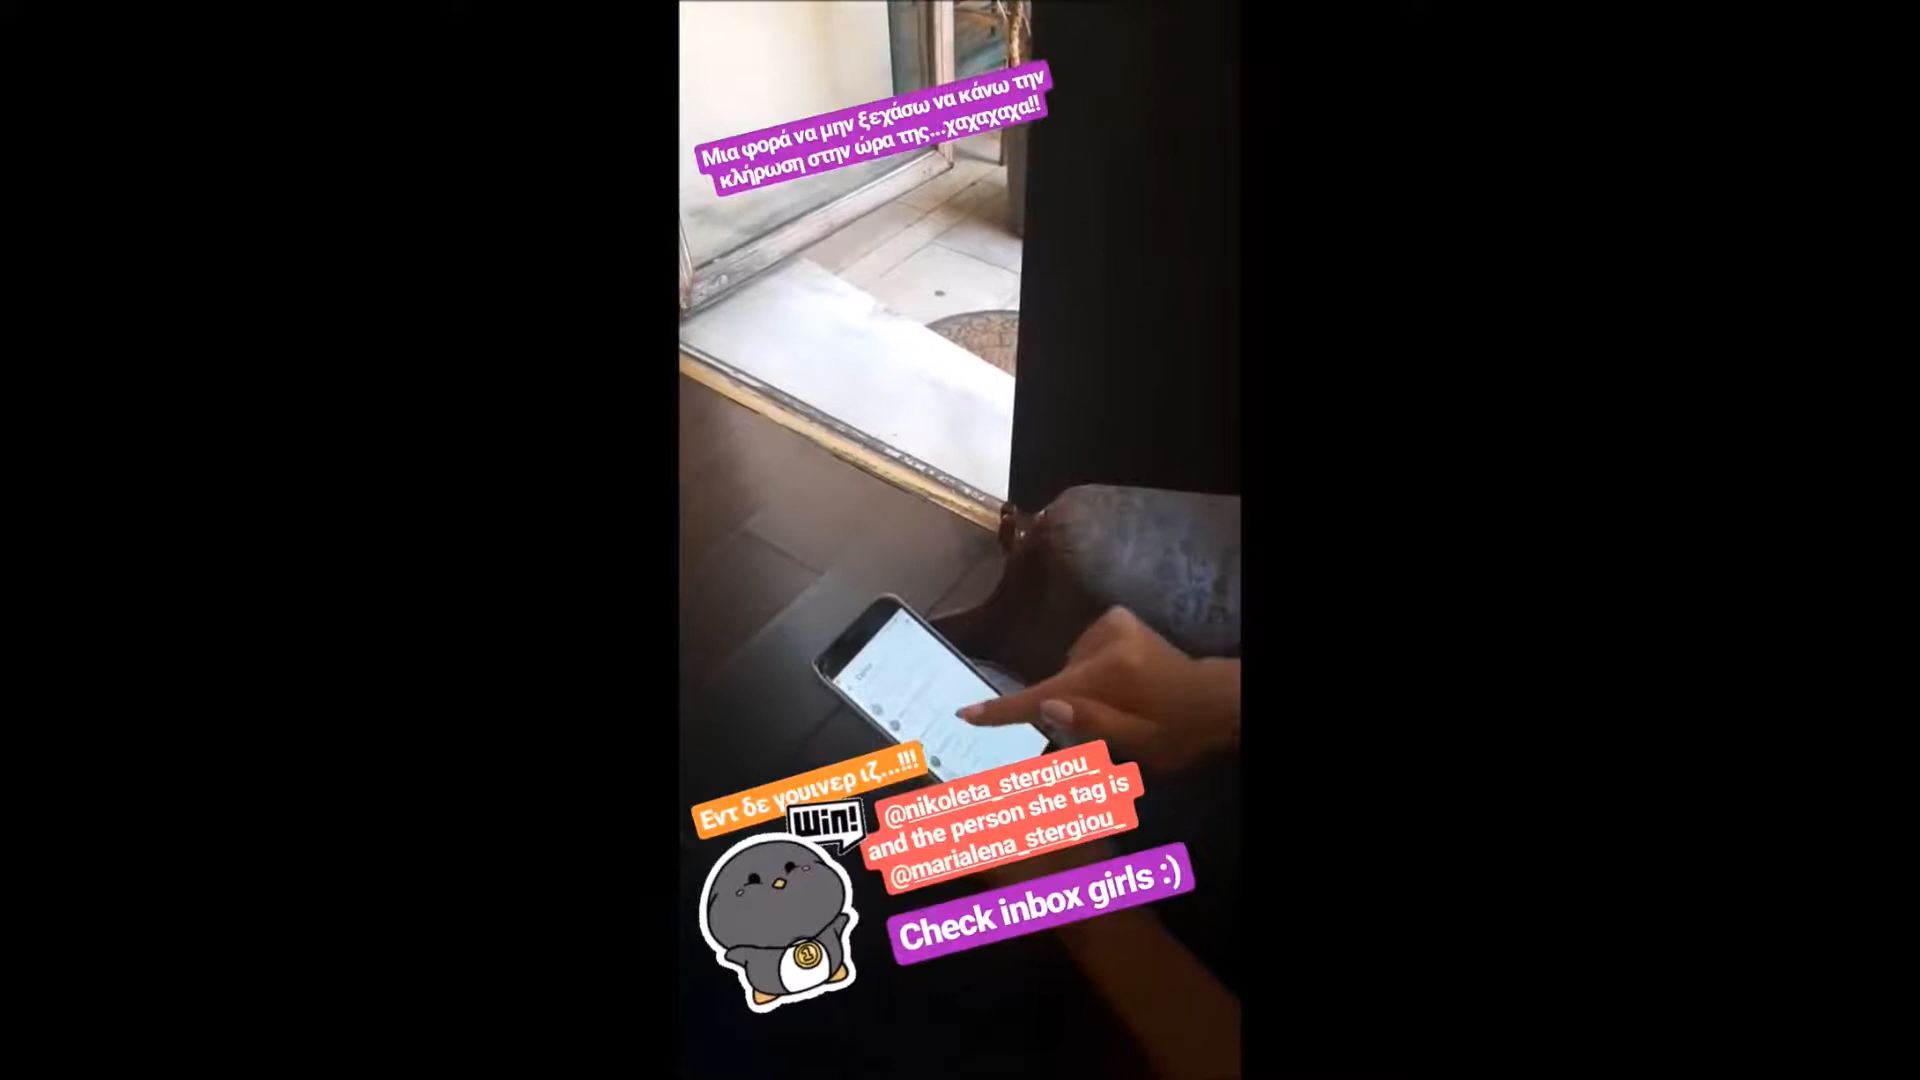 Μια φορά να μην ξεχάσω να κάνω την
κλήρωση στην ώρα της...χαχαχαχα!!
Εντ δε γουινερ ιζ...!!!
Win!
@nikoleta_stergiou_
and the person she tag is
@marialena_stergiou_
Check inbox girls :)
1